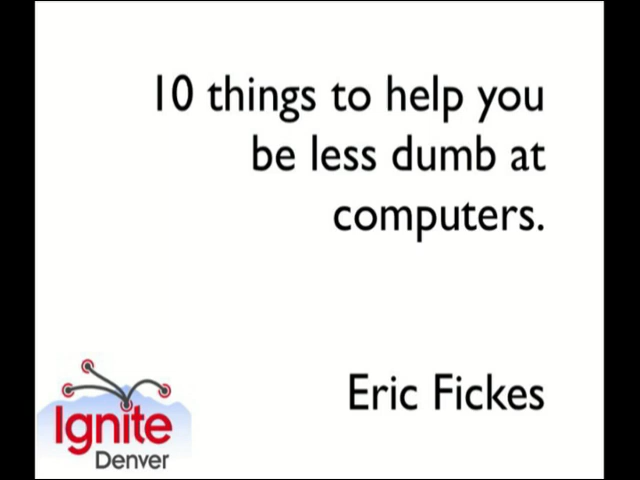 10 things to help you
be less dumb at
computers.
Eric Fickes
Ignite
Denver